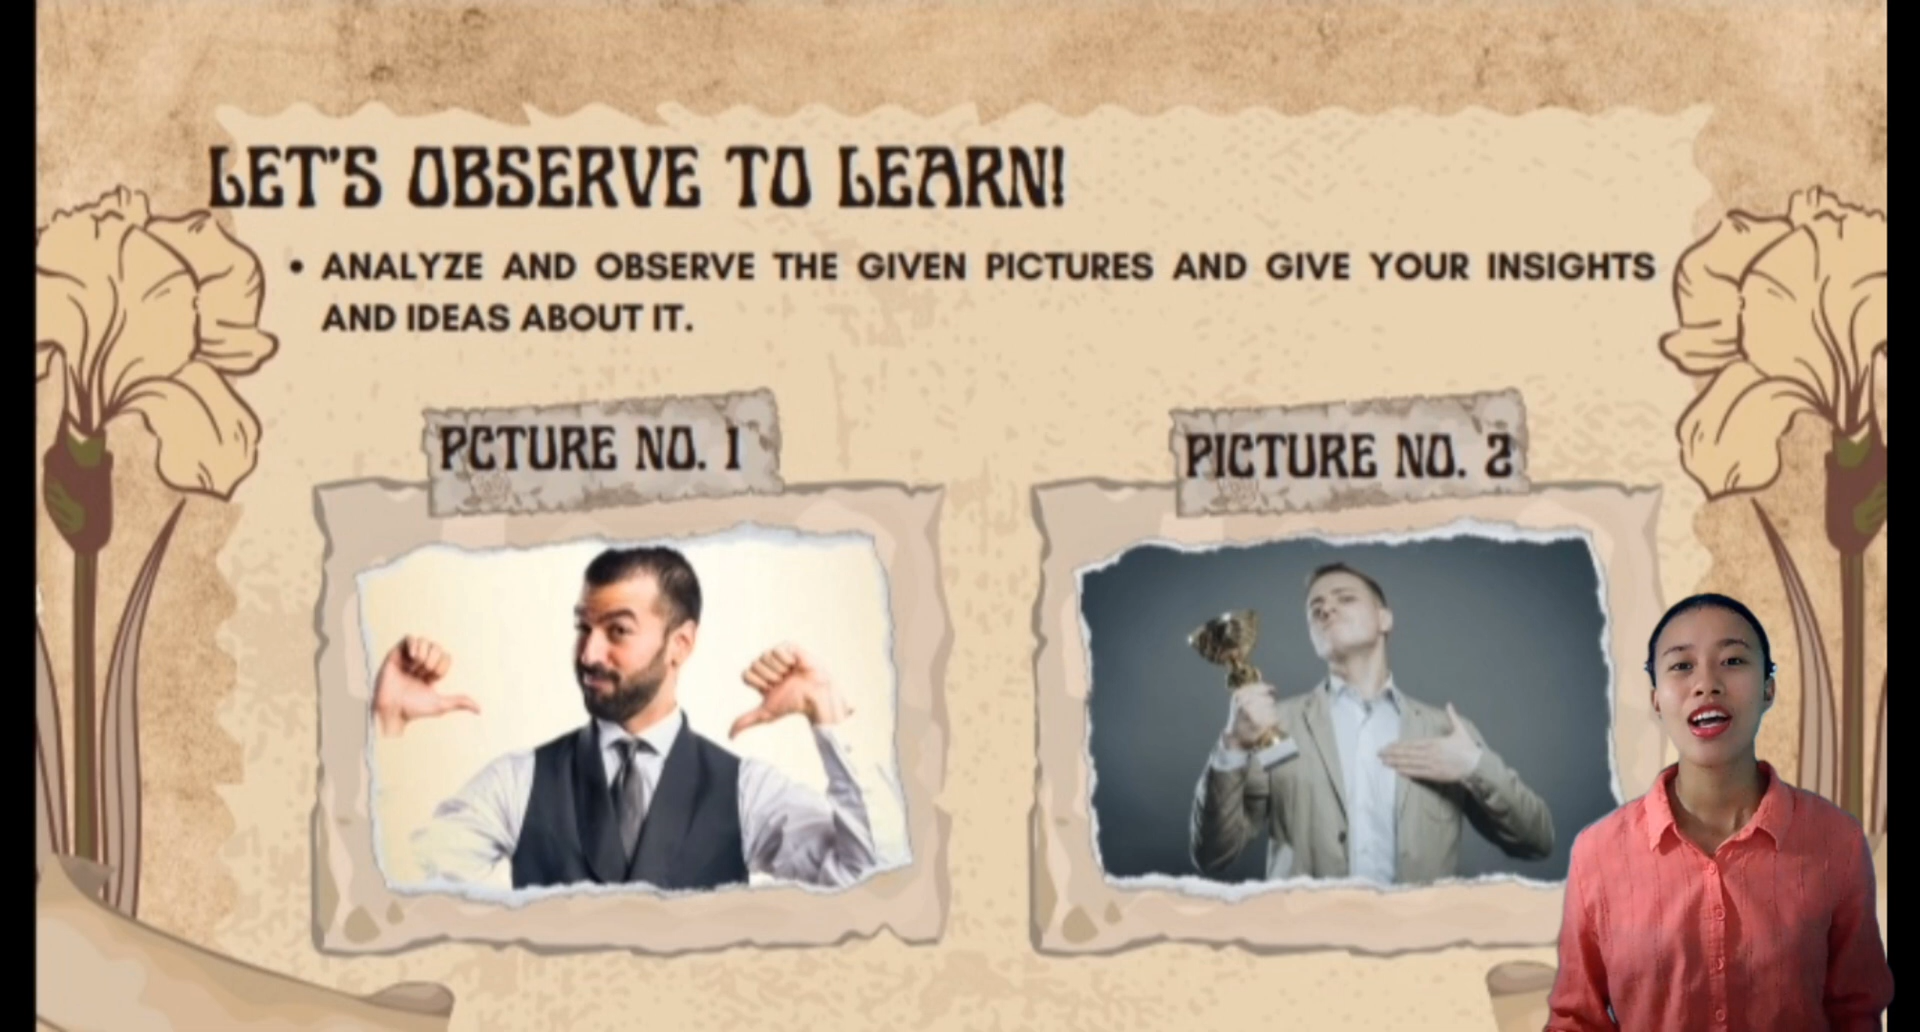 LET'S OBSERVE TO LEARN!
• ANALYZE AND OBSERVE THE GIVEN PICTURES AND GIVE YOUR INSIGHTS
AND IDEAS ABOUT IT.
PCTURE NO. 1
PICTURE NO. 2